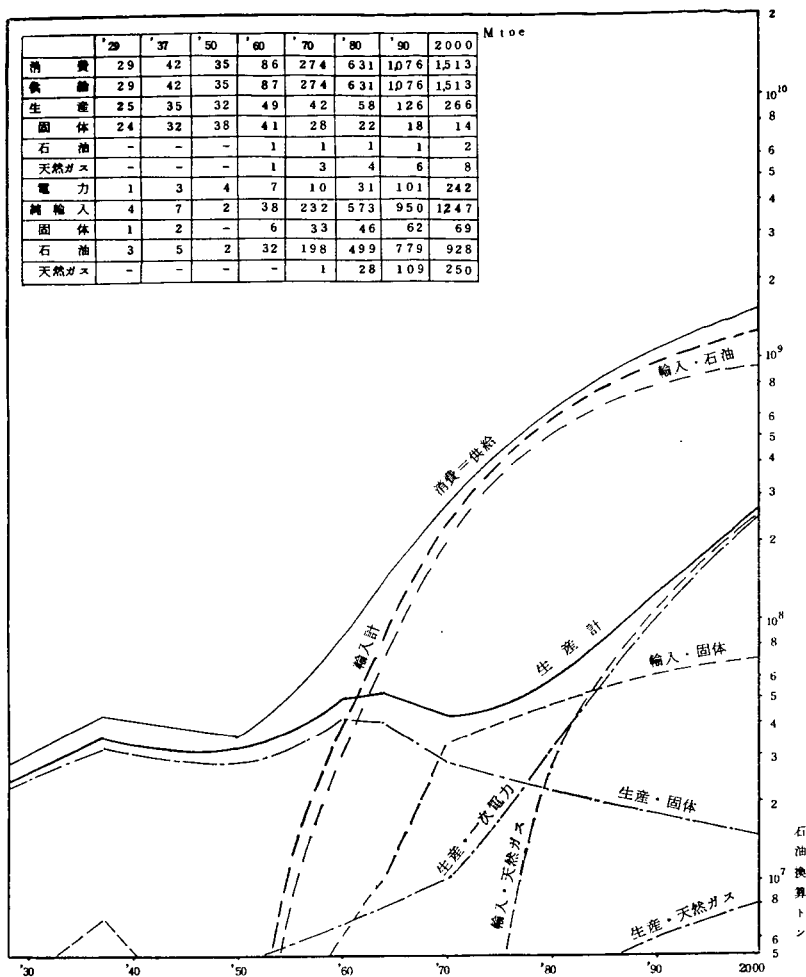 Mtoe
'29 '37 '50 '60 '70 '80 '90 2000
消費 29 42 35 86 274 631 1,076 1,513
供給 29 42 35 87 274 631 1,076 1,513
生産 25 35 32 49 42 58 126 266
固体 24 32 38 41 28 22 18 14
石油 - - - 1 1 1 1 2
天然ガス - - - 1 3 4 6 8
電力 1 3 4 7 10 31 101 242
純輸入 4 7 2 38 232 573 950 1247
固体 1 2 - 6 33 46 62 69
石油 3 5 2 32 198 499 779 928
天然ガス - - - - 1 28 109 250
2
10^10
8
6
5
4
3
2
10^9
8
6
5
4
3
2
10^8
8
6
5
4
3
2
10^7
8
6
5
輸入・石油
消費=供給
輸入計
生産計
輸入・固体
生産・固体
生産・一次電力
輸入・天然ガス
生産・天然ガス
石油換算トン
'30 '40 '50 '60 '70 '80 '90 2000